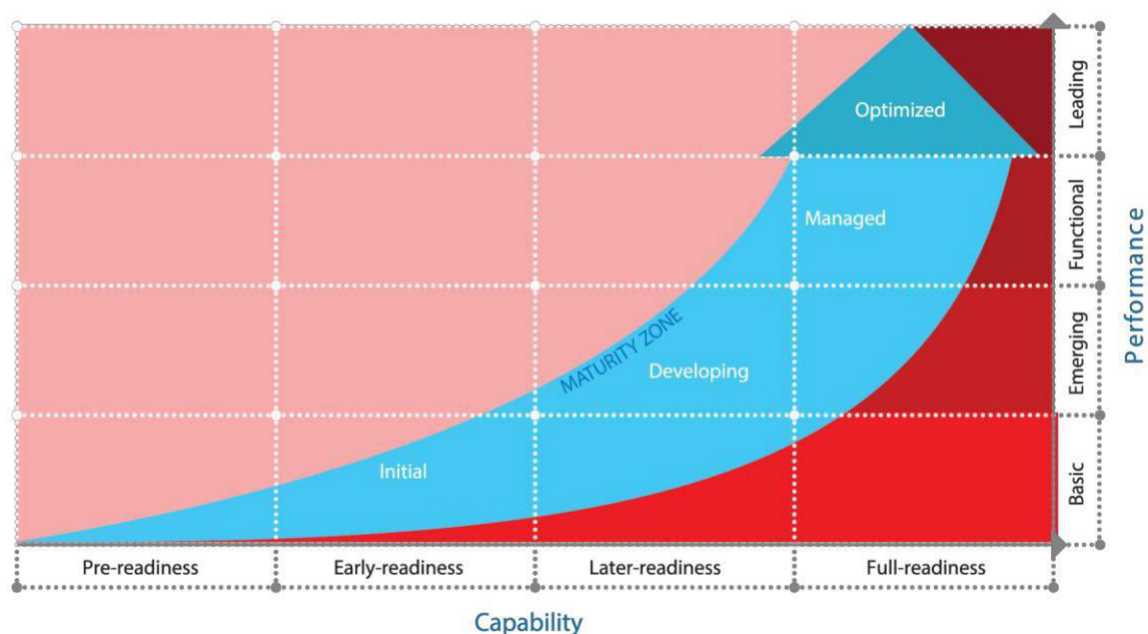 Optimized
Leading
Managed
Functional
Performance
MATURITY ZONE
Developing
Emerging
Initial
Basic
Pre-readiness
Early-readiness
Later-readiness
Full-readiness
Capability